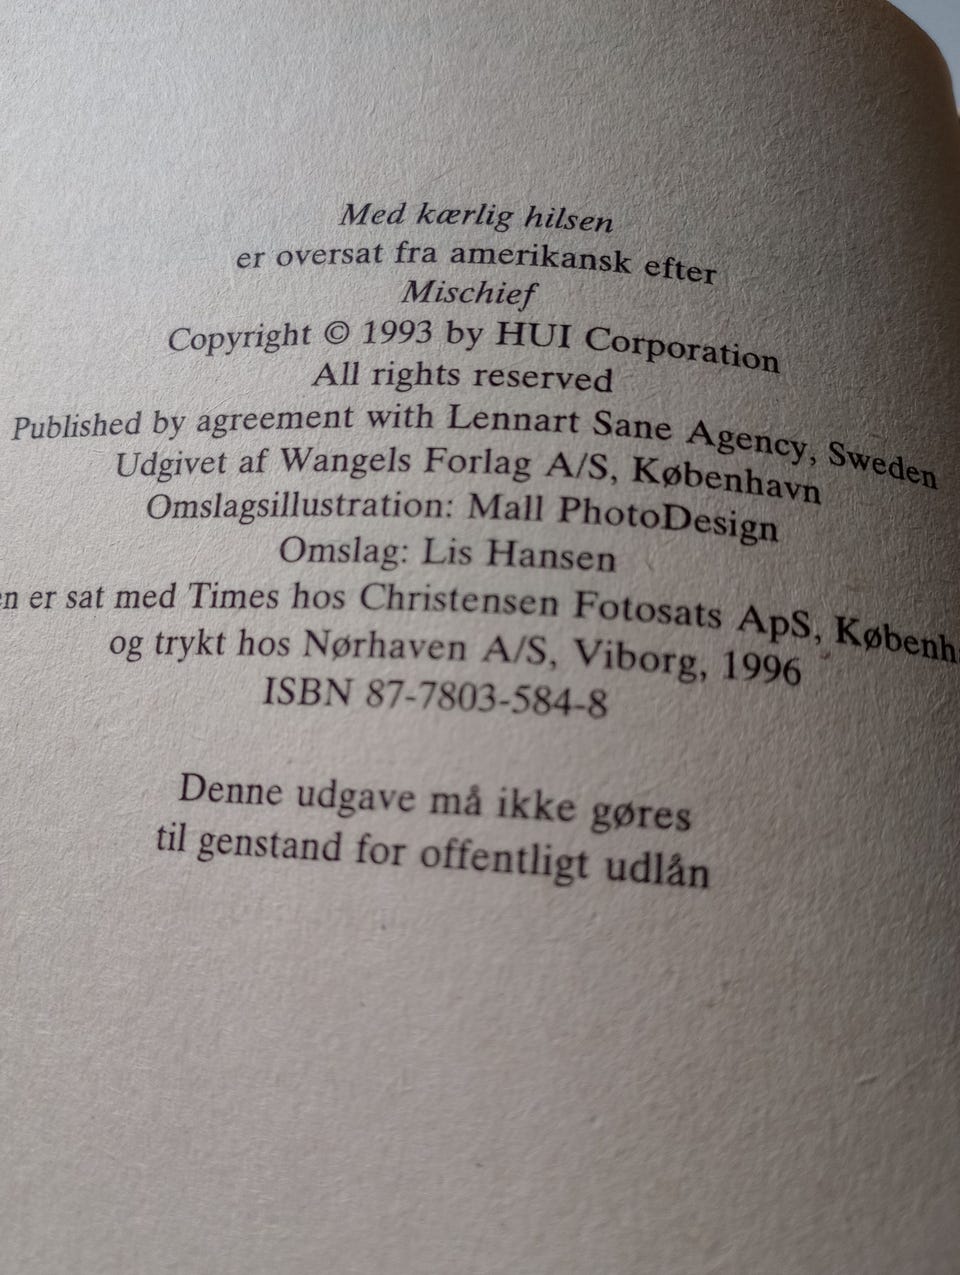 Med kærlig hilsen
er oversat fra amerikansk efter
Mischief
Copyright © 1993 by HUI Corporation
All rights reserved
Published by agreement with Lennart Sane Agency, Sweden
Udgivet af Wangels Forlag A/S, København
Omslagsillustration: Mall PhotoDesign
Omslag: Lis Hansen
er sat med Times hos Christensen Fotosats ApS,
og trykt hos Nørhaven A/S, Viborg, 1996
ISBN 87-7803-584-8
Denne udgave må ikke gøres
til genstand for offentligt udlån